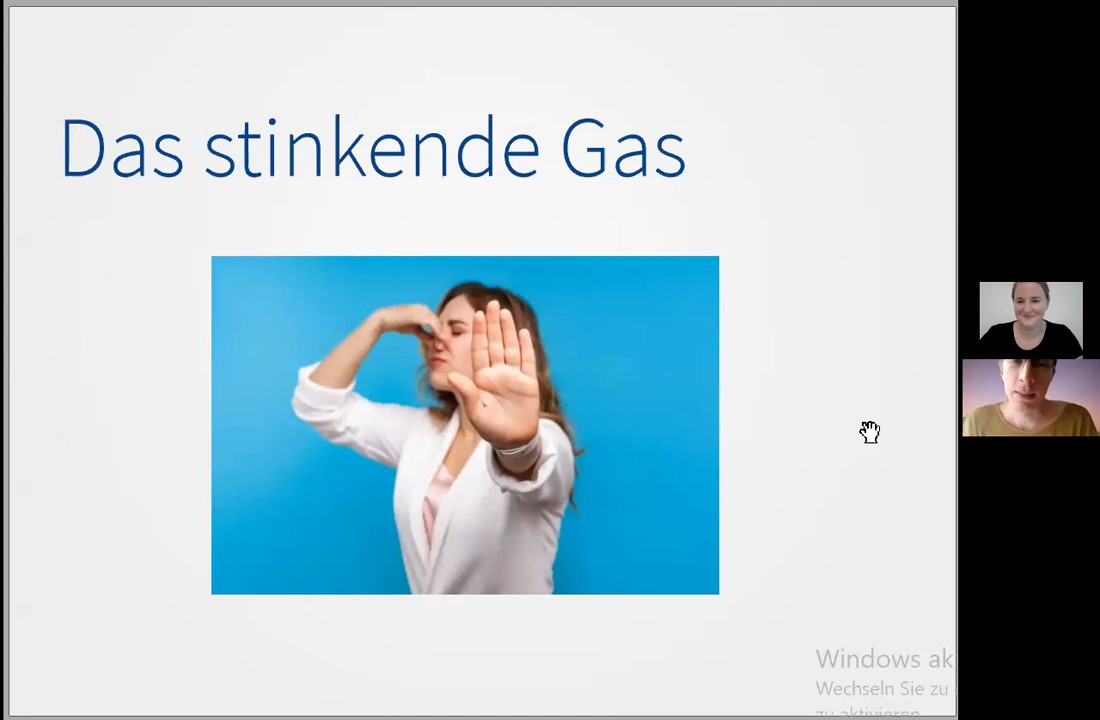 Das stinkende Gas
Windows ak
Wechseln Sie zu
zu aktivieren